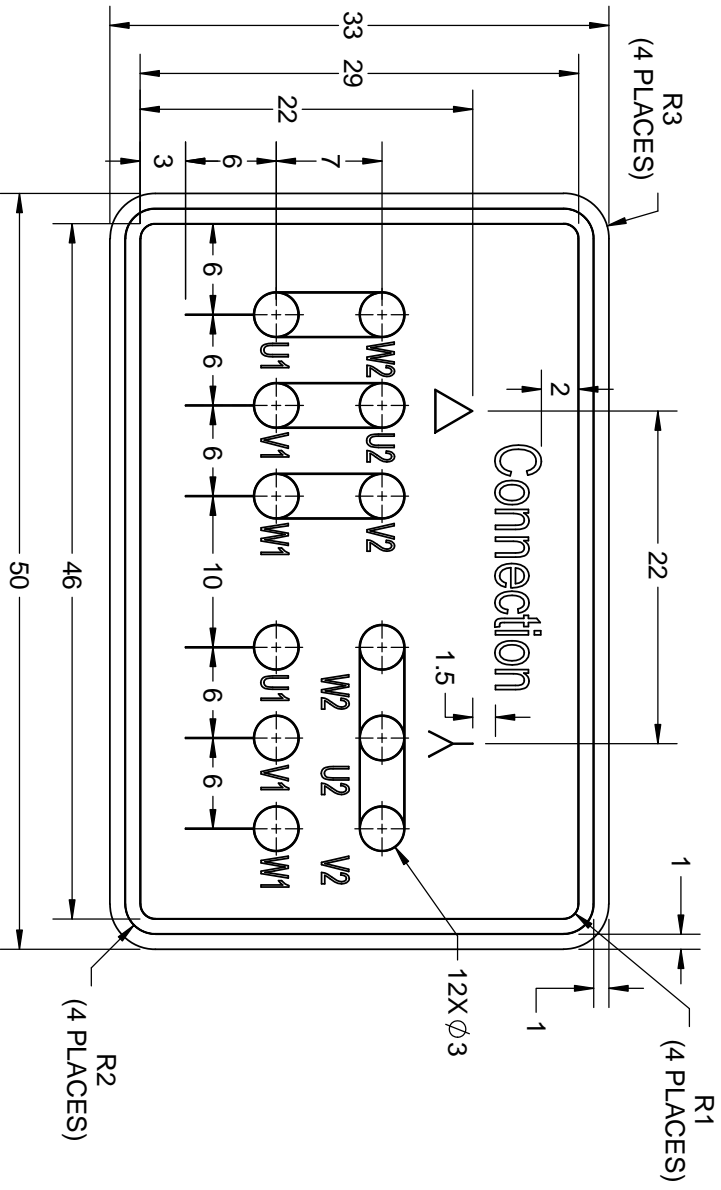 R1
(4 PLACES)
R3
(4 PLACES)
22
1
1
2
Connection
1.5
12X Ø3
33
29
22
7
6
3
W2
U2
V2
W2
U2
V2
U1
V1
W1
U1
V1
W1
6
6
6
10
6
6
46
50
R2
(4 PLACES)